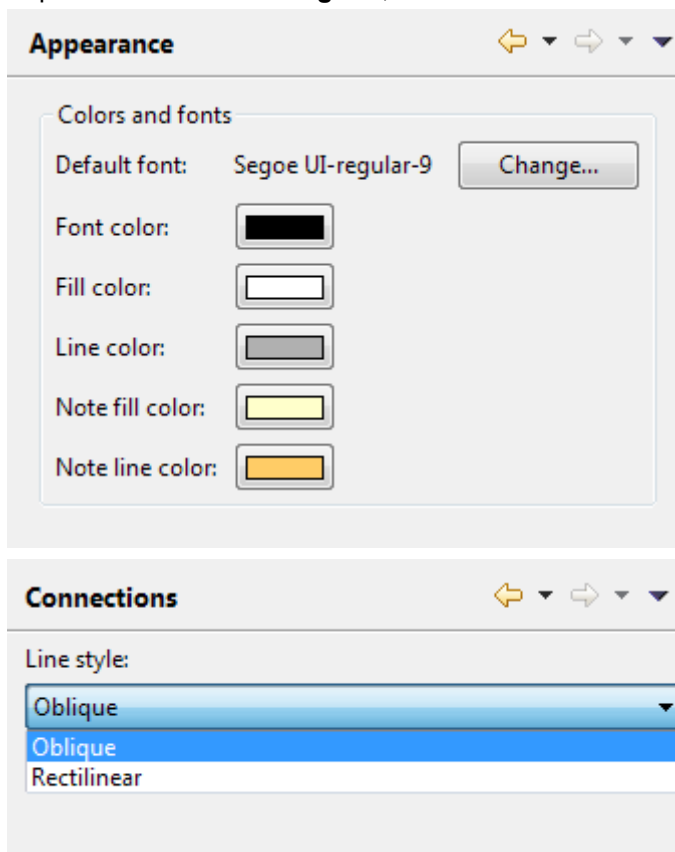 Appearance
Colors and fonts
Default font: Segoe UI-regular-9 Change...
Font color:
Fill color:
Line color:
Note fill color:
Note line color:
Connections
Line style:
Oblique
Oblique
Rectilinear